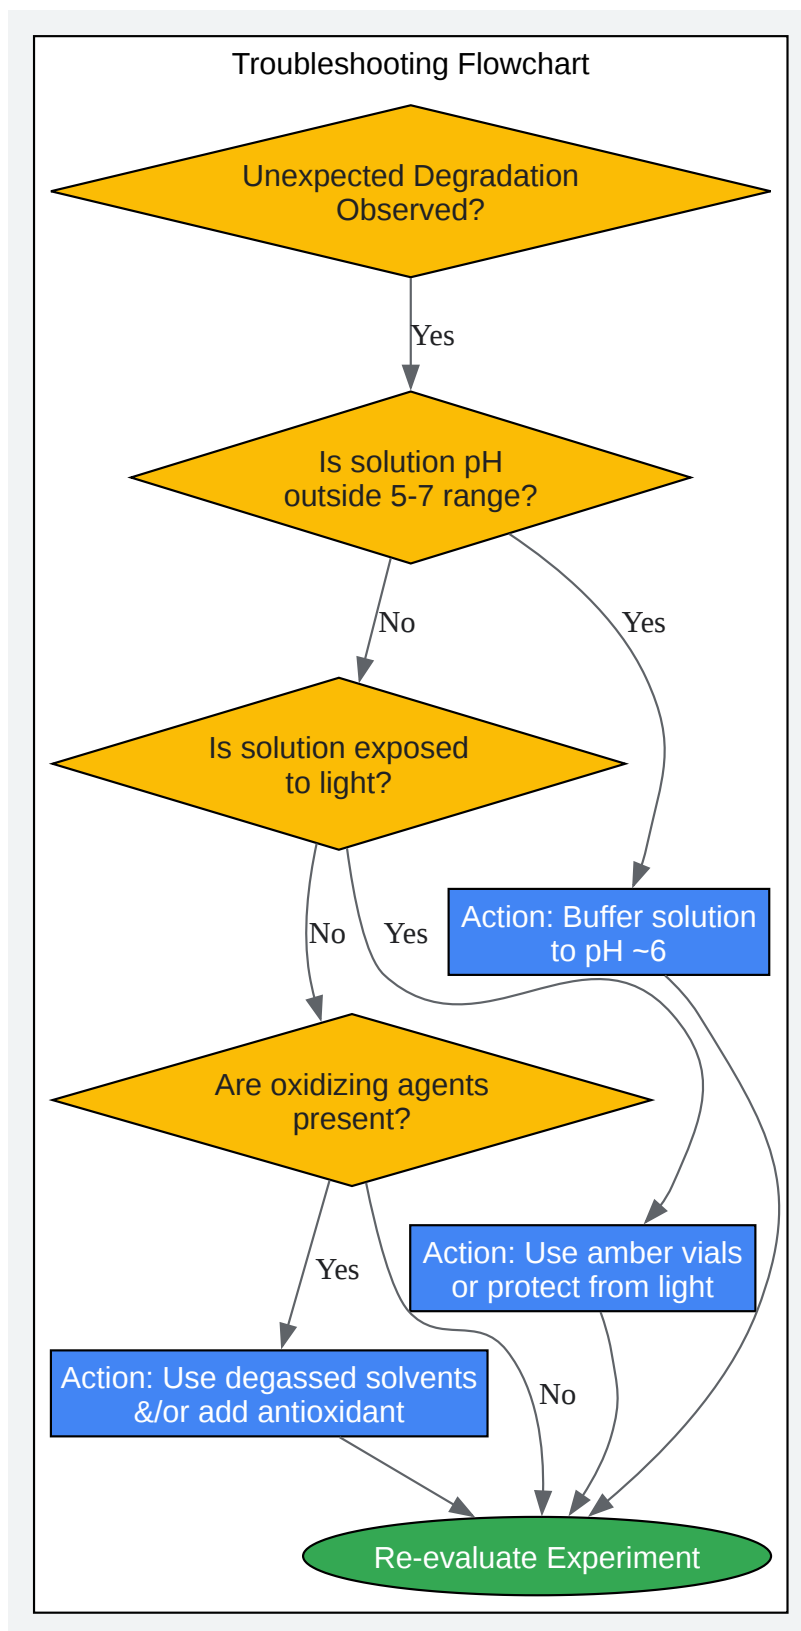 Troubleshooting Flowchart
Unexpected Degradation
Observed?
Yes
Is solution pH
outside 5-7 range?
No
Yes
Is solution exposed
to light?
No
Yes
Action: Buffer solution
to pH ~6
Are oxidizing agents
present?
Yes
Action: Use amber vials
or protect from light
Action: Use degassed solvents
&/or add antioxidant
No
Re-evaluate Experiment